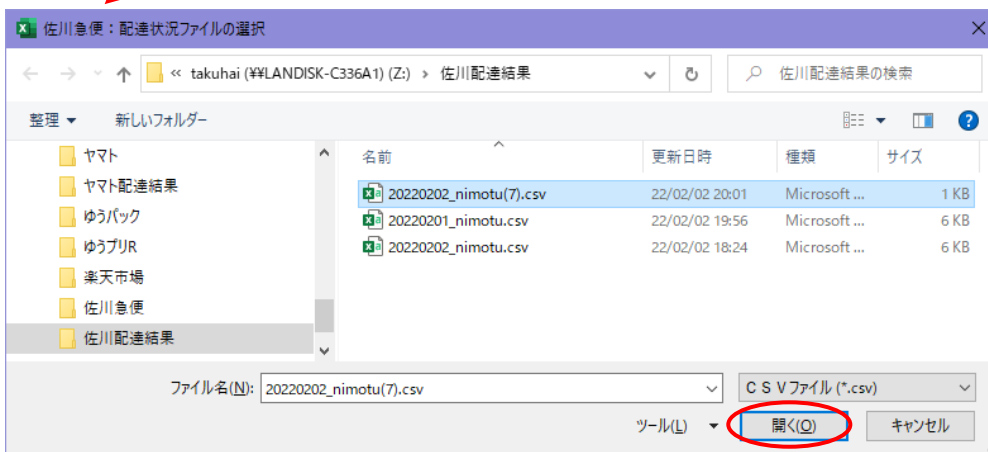 佐川急便：配達状況ファイルの選択
« takuhai (¥¥LANDISK-C336A1) (Z:) › 佐川配達結果
佐川配達結果の検索
整理 新しいフォルダー
名前 更新日時 種類 サイズ
ヤマト
ヤマト配達結果
ゆうパック
ゆうプリR
楽天市場
佐川急便
佐川配達結果
20220202_nimotu(7).csv 22/02/02 20:01 Microsoft ... 1 KB
20220201_nimotu.csv 22/02/02 19:56 Microsoft ... 6 KB
20220202_nimotu.csv 22/02/02 18:24 Microsoft ... 6 KB
ファイル名(N): 20220202_nimotu(7).csv ＣＳＶファイル (*.csv)
ツール(L) 開く(O) キャンセル